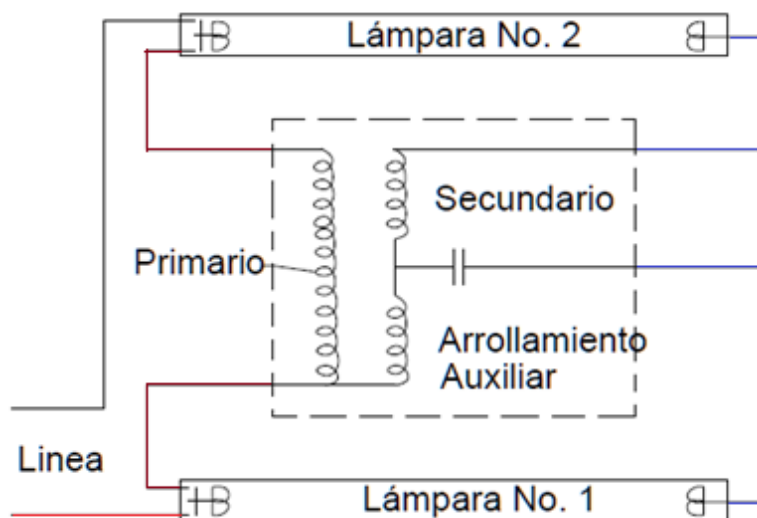 Lámpara No. 2
Secundario
Primario
Arrollamiento
Auxiliar
Linea
Lámpara No. 1